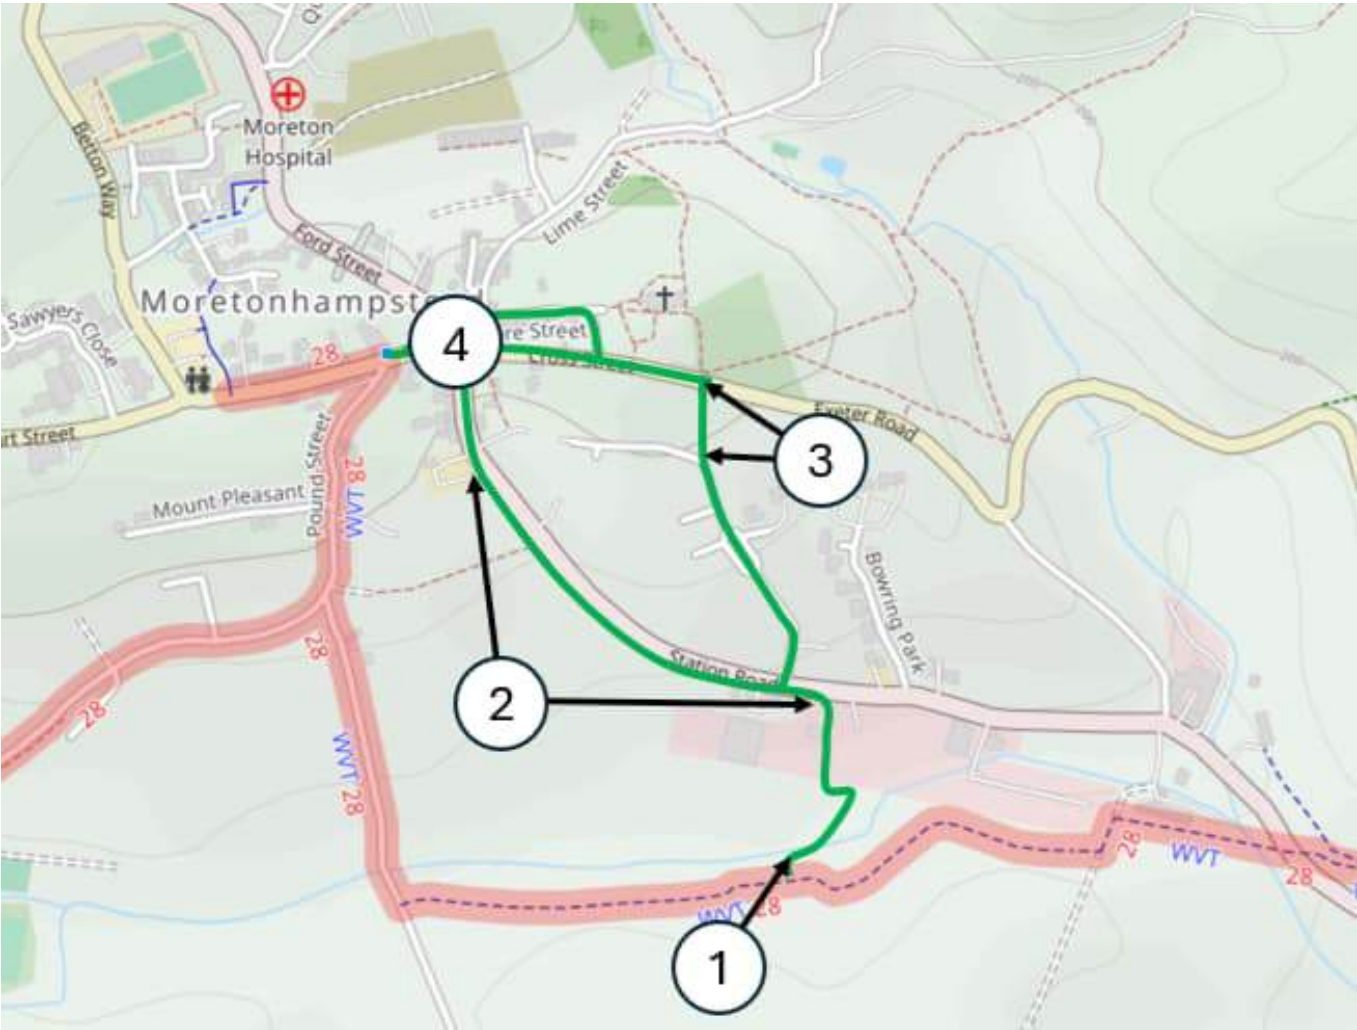 Moreton
Hospital
Betton Way
Ford Street
Lime Street
Moretonhampst
Sawyers Close
4
re Street
Cross Street
28
rt Street
Exeter Road
3
Pound Street
28
WVT
Mount Pleasant
Bowring Park
28
Station Road
2
28
WVT 28
28
WVT
28
WVT 28
1